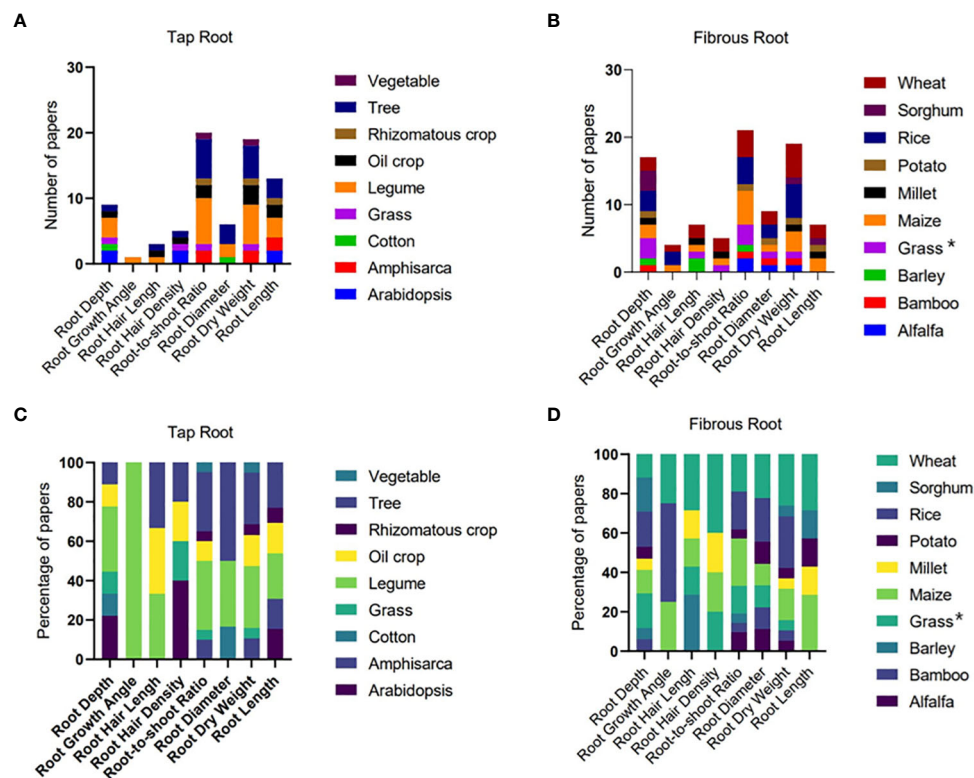 A
Tap Root
Number of papers
30
20
10
0
Root Depth
Root Growth Angle
Root Hair Lengh
Root Hair Density
Root-to-shoot Ratio
Root Diameter
Root Dry Weight
Root Length
Vegetable
Tree
Rhizomatous crop
Oil crop
Legume
Grass
Cotton
Amphisarca
Arabidopsis
B
Fibrous Root
Number of papers
30
20
10
0
Root Depth
Root Growth Angle
Root Hair Lengh
Root Hair Density
Root-to-shoot Ratio
Root Diameter
Root Dry Weight
Root Length
Wheat
Sorghum
Rice
Potato
Millet
Maize
Grass *
Barley
Bamboo
Alfalfa
C
Tap Root
Percentage of papers
100
80
60
40
20
0
Root Depth
Root Growth Angle
Root Hair Lengh
Root Hair Density
Root-to-shoot Ratio
Root Diameter
Root Dry Weight
Root Length
Vegetable
Tree
Rhizomatous crop
Oil crop
Legume
Grass
Cotton
Amphisarca
Arabidopsis
D
Fibrous Root
Percentage of papers
100
80
60
40
20
0
Root Depth
Root Growth Angle
Root Hair Lengh
Root Hair Density
Root-to-shoot Ratio
Root Diameter
Root Dry Weight
Root Length
Wheat
Sorghum
Rice
Potato
Millet
Maize
Grass*
Barley
Bamboo
Alfalfa